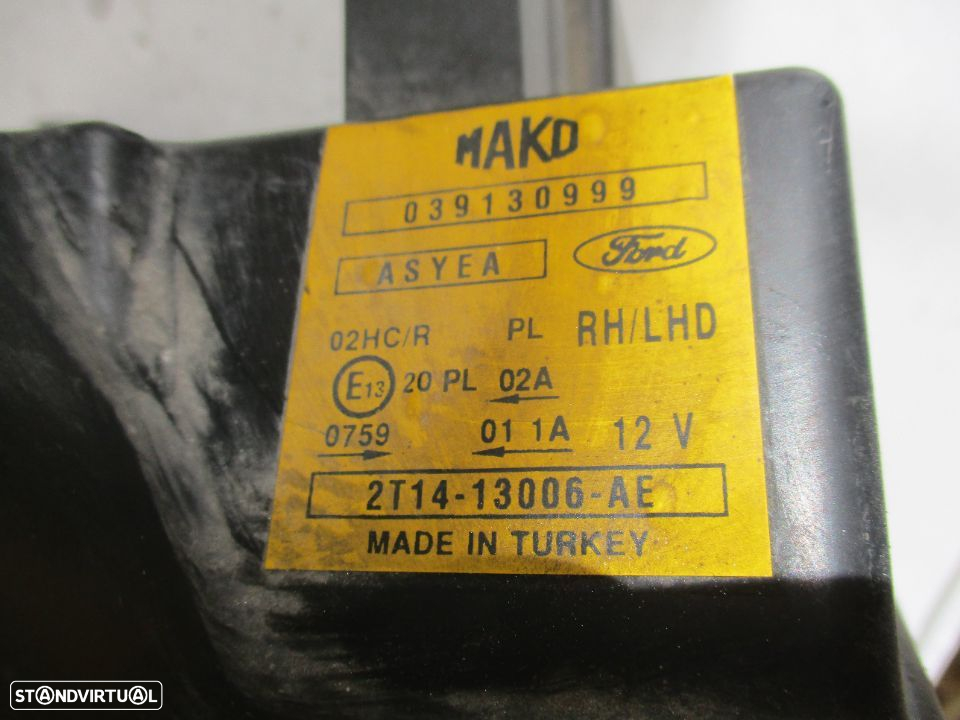 MAKO
039130999
ASYEA
Ford
02HC/R PL RH/LHD
E13 20 PL 02A
0759 01 1A 12 V
2T14-13006-AE
MADE IN TURKEY
STANDVIRTUAL